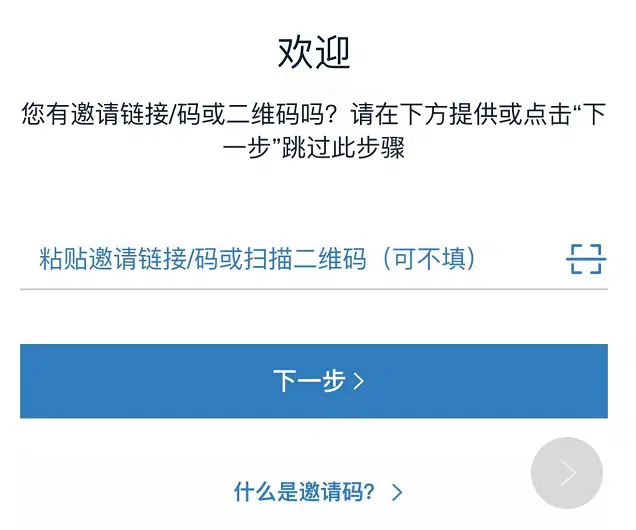 欢迎
您有邀请链接/码或二维码吗？请在下方提供或点击“下
一步”跳过此步骤
粘贴邀请链接/码或扫描二维码（可不填）
下一步
什么是邀请码？